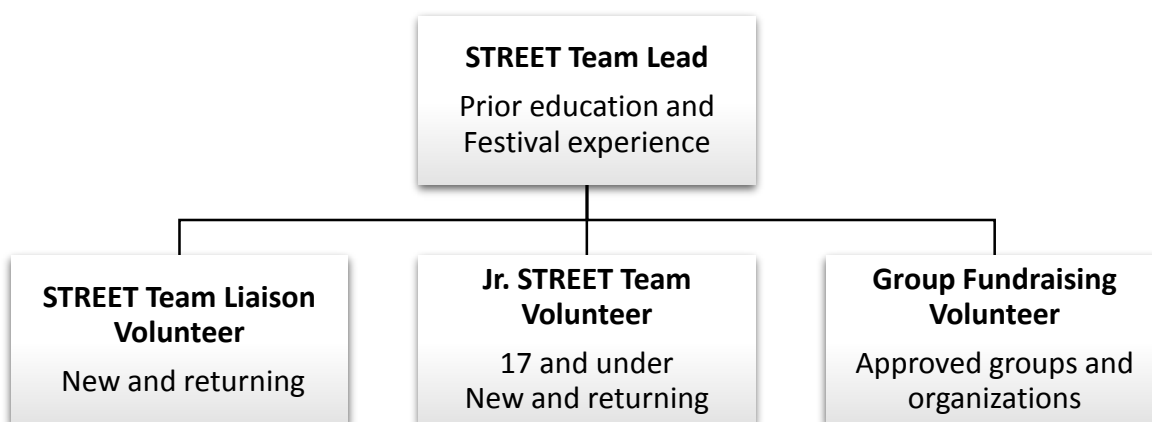 STREET Team Lead
Prior education and
Festival experience
STREET Team Liaison
Volunteer
New and returning
Jr. STREET Team
Volunteer
17 and under
New and returning
Group Fundraising
Volunteer
Approved groups and
organizations